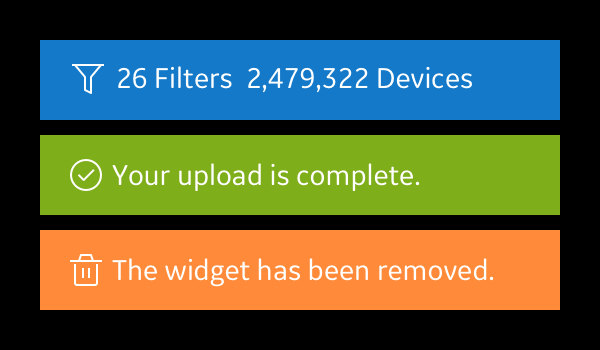 26 Filters 2,479,322 Devices
Your upload is complete.
The widget has been removed.